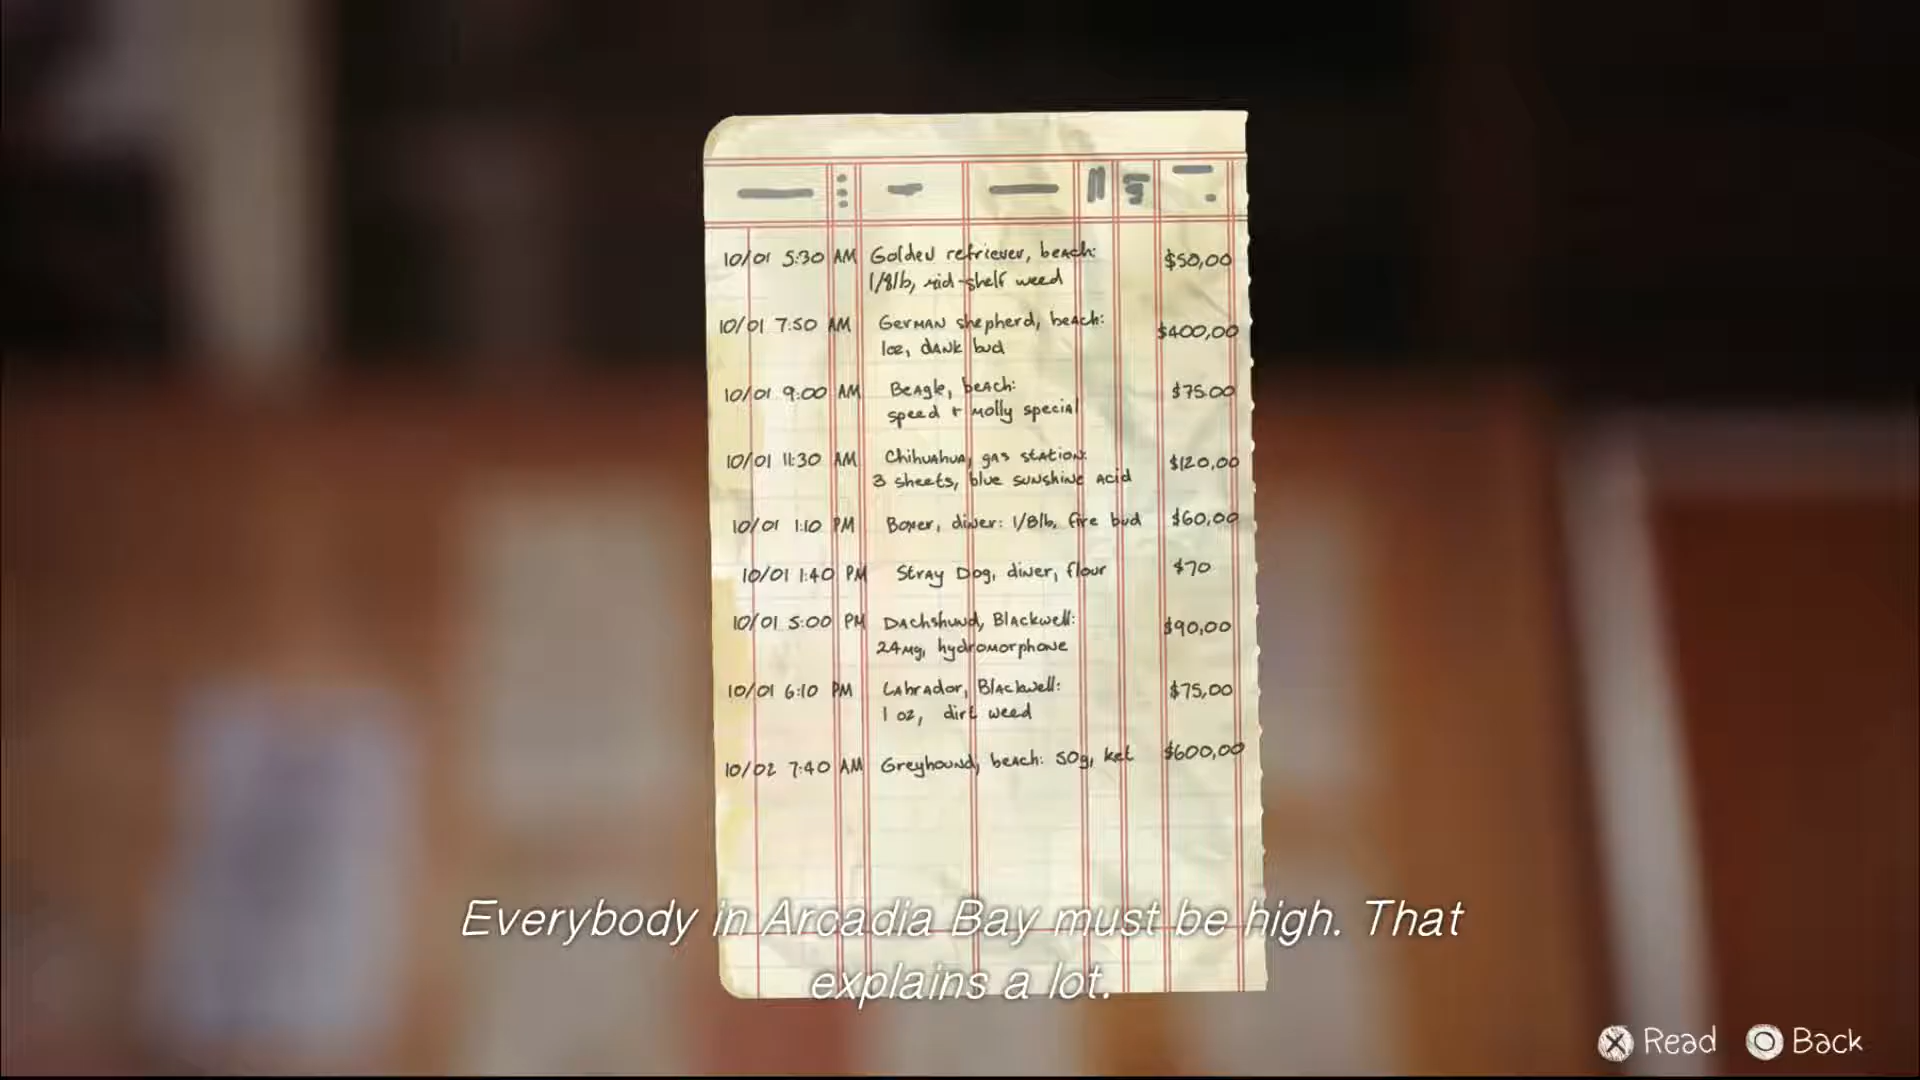 10/01 5:30 AM Golden retriever, beach: $50,00
1/8lb, mid-shelf weed
10/01 7:50 AM German shepherd, beach: $400,00
1oz, dank bud
10/01 9:00 AM Beagle, beach: $75.00
speed + molly special
10/01 11:30 AM Chihuahua, gas station: $120,00
3 sheets, blue sunshine acid
10/01 1:10 PM Boxer, diner: 1/8lb, fire bud $60,00
10/01 1:40 PM Stray Dog, diner, flour $70
10/01 5:00 PM Dachshund, Blackwell: $90,00
24mg, hydromorphone
10/01 6:10 PM Labrador, Blackwell: $75,00
1 oz, dirt weed
10/02 7:40 AM Greyhound, beach: 50g, ket $600,00
Everybody in Arcadia Bay must be high. That
explains a lot.
Read Back